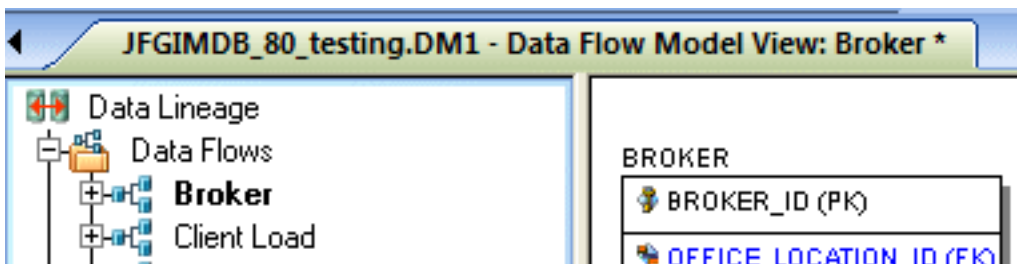 JFGIMDB_80_testing.DM1 - Data Flow Model View: Broker *
Data Lineage
Data Flows
Broker
Client Load
BROKER
BROKER_ID (PK)
OFFICE_LOCATION_ID (FK)